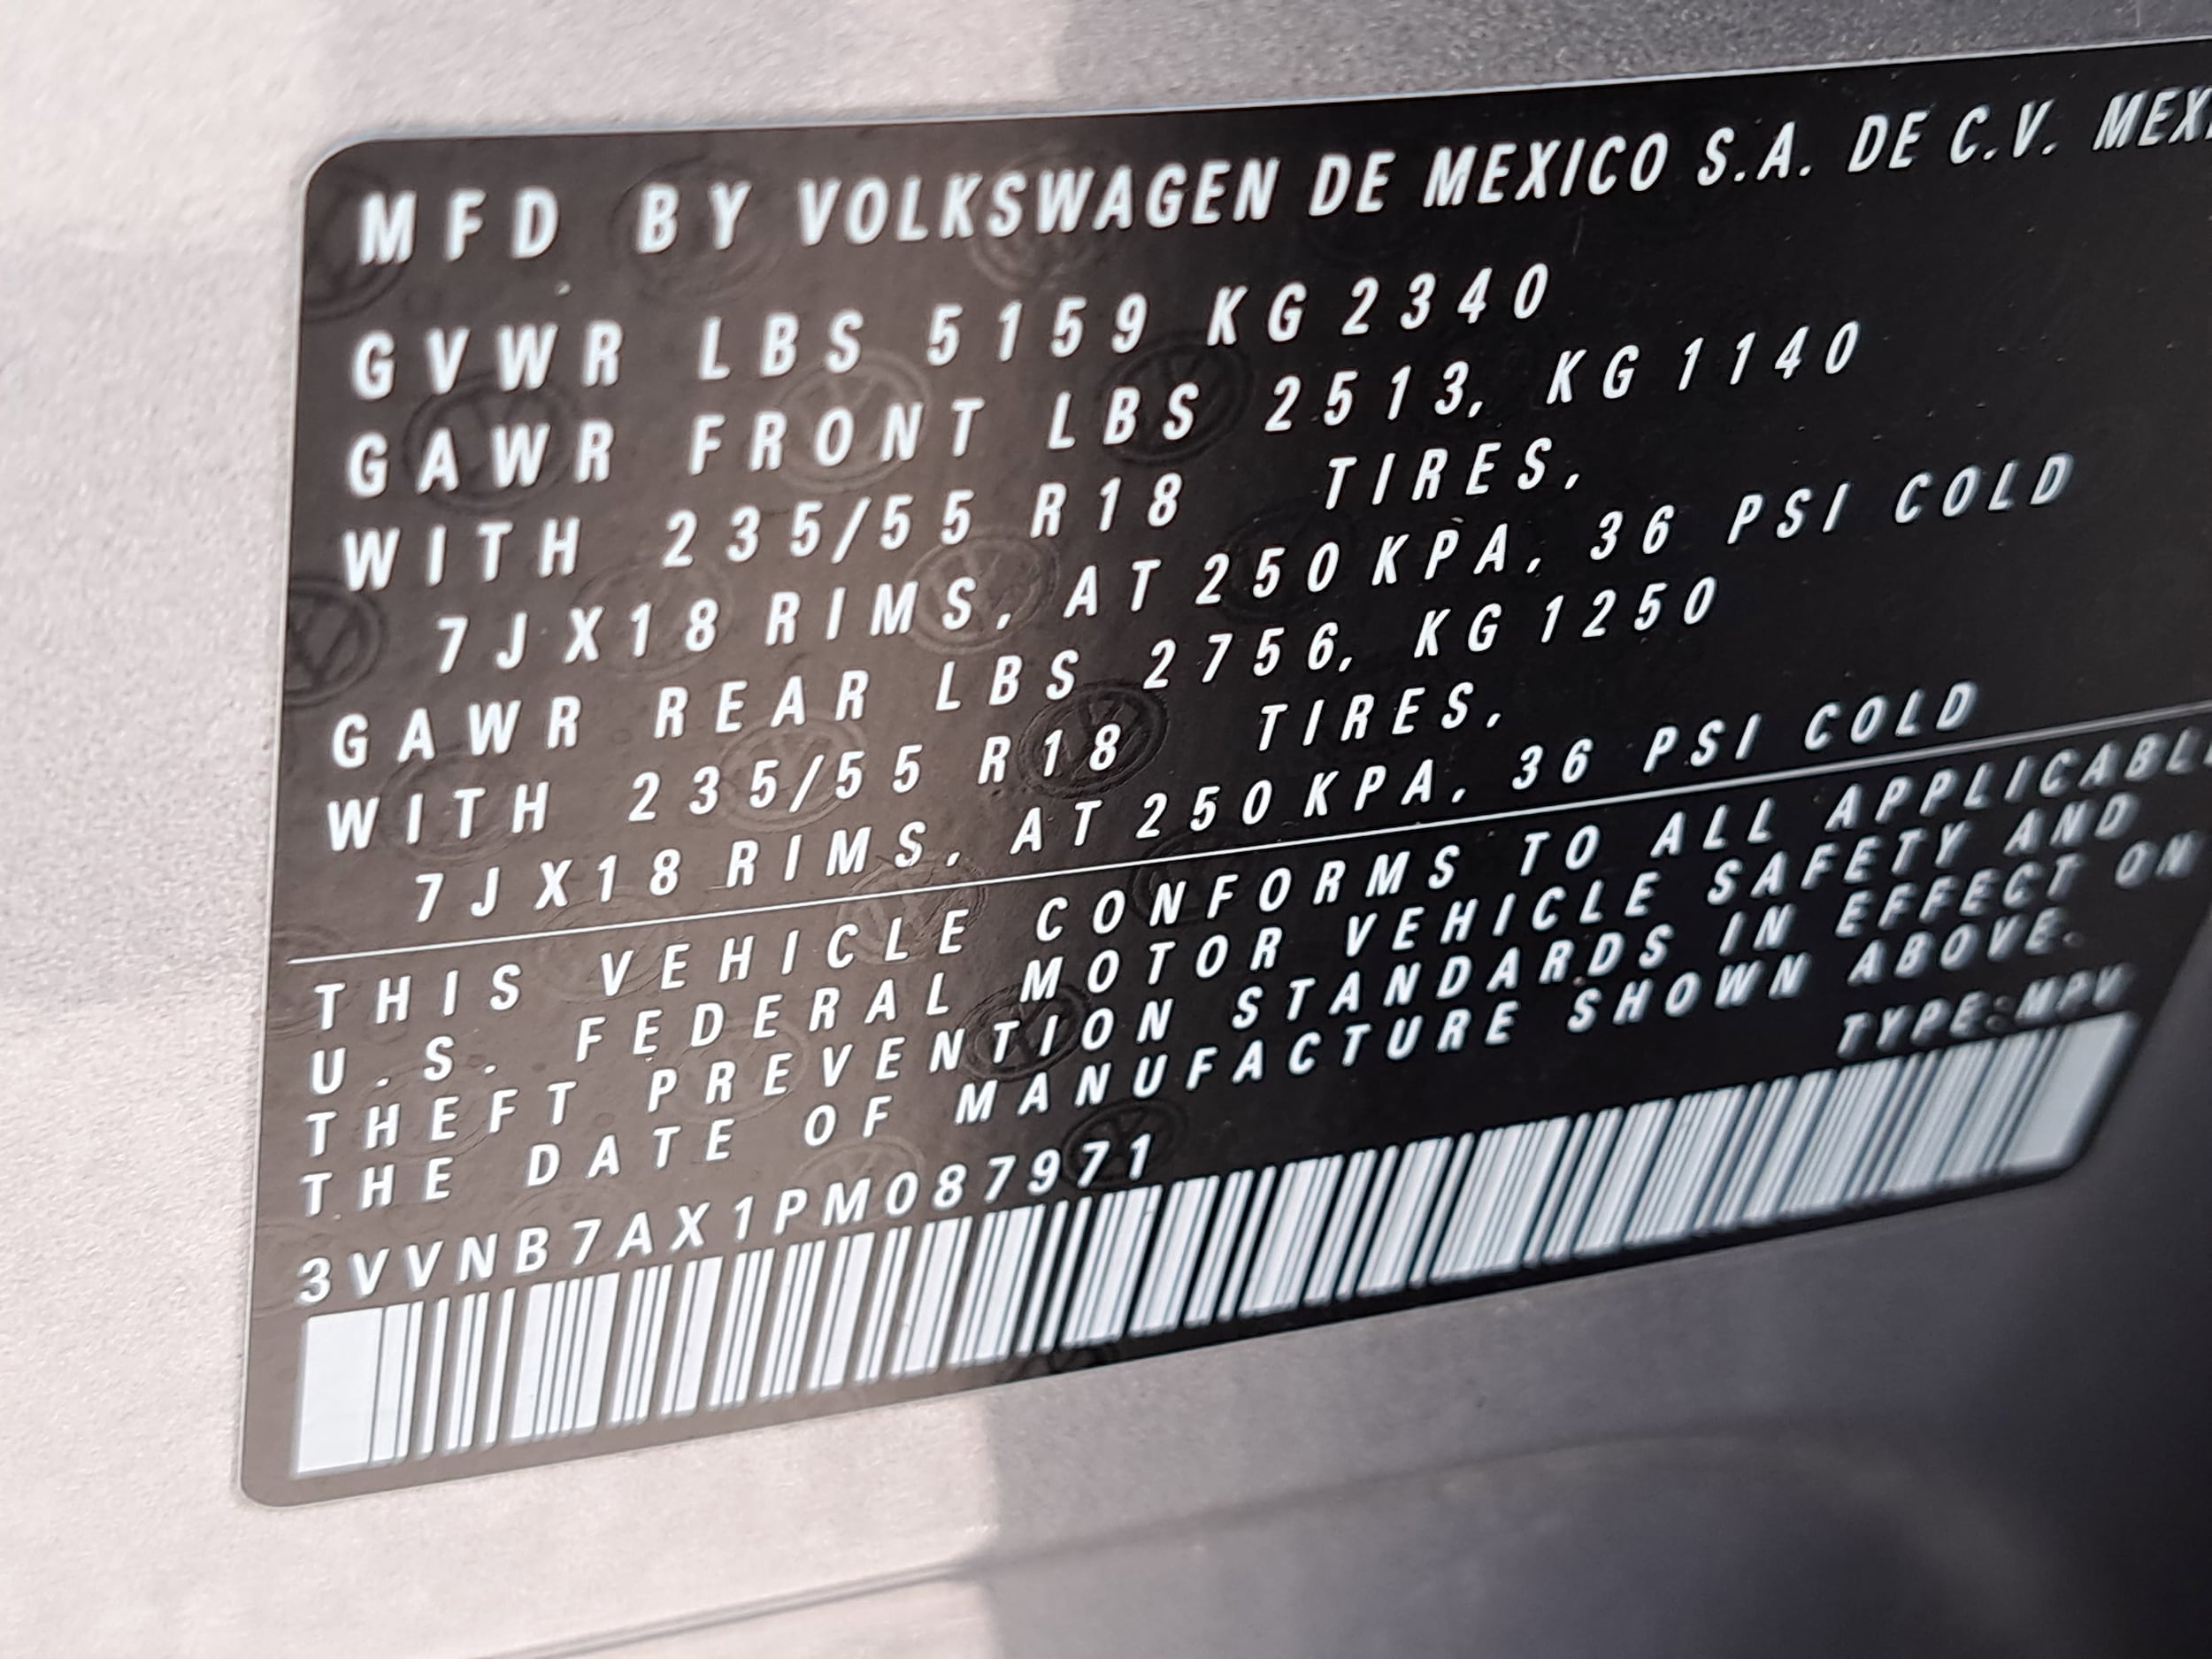 MFD BY VOLKSWAGEN DE MEXICO S.A. DE C.V.
GVWR LBS 5159 KG 2340
GAWR FRONT LBS 2513, KG 1140
WITH 235/55 R18 TIRES,
7JX18 RIMS, AT 250 KPA, 36 PSI COLD
GAWR REAR LBS 2756, KG 1250
WITH 235/55 R18 TIRES,
7JX18 RIMS, AT 250 KPA, 36 PSI COLD
THIS VEHICLE CONFORMS TO ALL APPLICABLE
U.S. FEDERAL MOTOR VEHICLE SAFETY AND
THEFT PREVENTION STANDARDS IN EFFECT ON
THE DATE OF MANUFACTURE SHOWN ABOVE.
3VVNB7AX1PM087971 TYPE: MPV